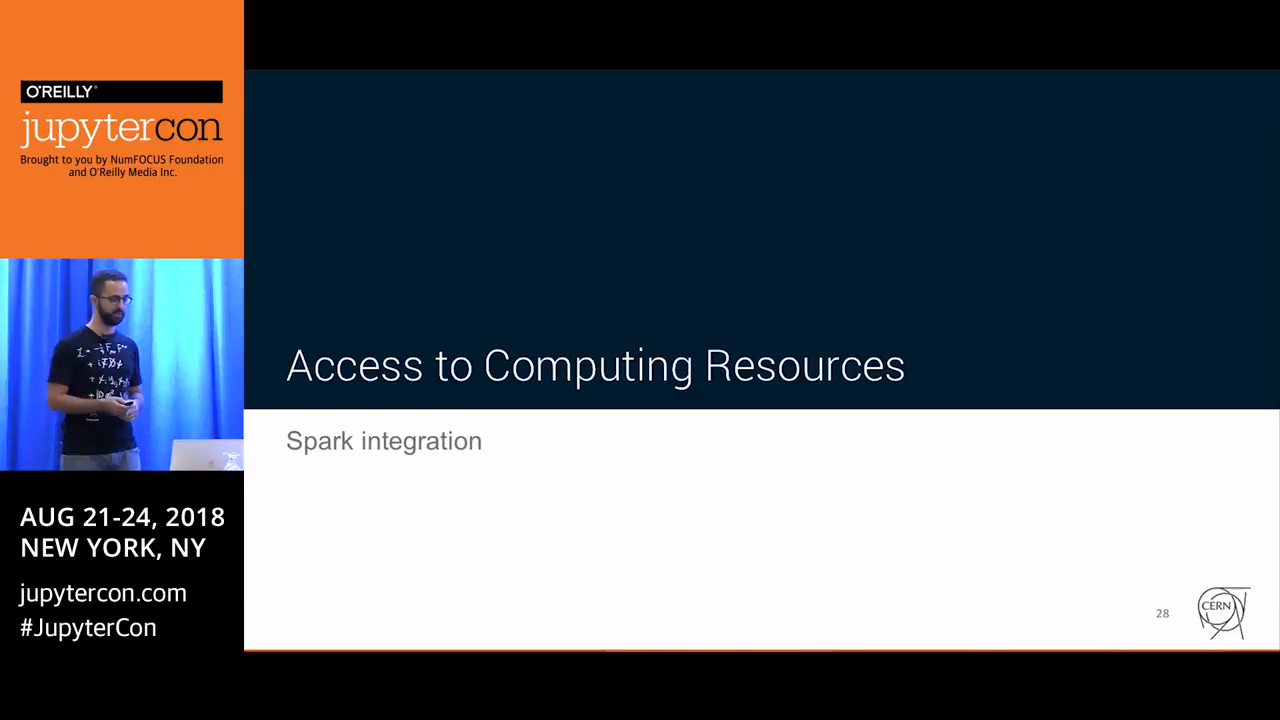 O'REILLY®
jupytercon
Brought to you by NumFOCUS Foundation
and O'Reilly Media Inc.
AUG 21-24, 2018
NEW YORK, NY
jupytercon.com
#JupyterCon
Access to Computing Resources
Spark integration
28
CERN